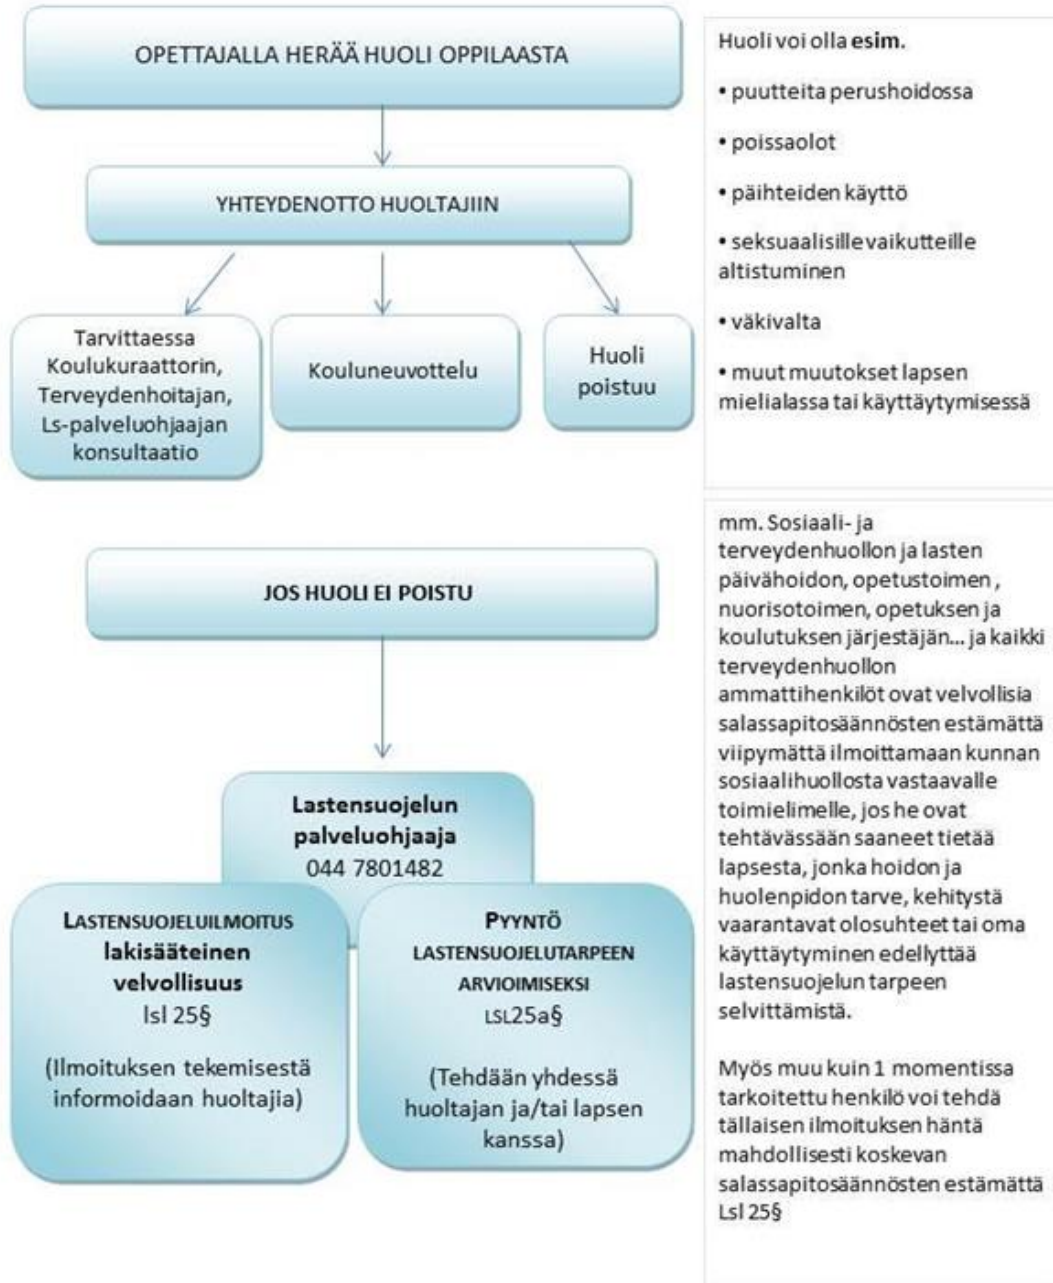 OPETTAJALLA HERÄÄ HUOLI OPPILAASTA
YHTEYDENOTTO HUOLTAJIIN
Tarvittaessa
Koulukuraattorin,
Terveydenhoitajan,
Ls-palveluohjaajan
konsultaatio
Kouluneuvottelu
Huoli
poistuu
Huoli voi olla esim.
• puutteita perushoidossa
• poissaolot
• päihteiden käyttö
• seksuaalisille vaikutteille
altistuminen
• väkivalta
• muut muutokset lapsen
mielialassa tai käyttäytymisessä
JOS HUOLI EI POISTU
Lastensuojelun
palveluohjaaja
044 7801482
LASTENSUOJELUILMOITUS
lakisääteinen
velvollisuus
lsl 25§
(Ilmoituksen tekemisestä
informoidaan huoltajia)
PYYNTÖ
LASTENSUOJELUTARPEEN
ARVIOIMISEKSI
LSL25a§
(Tehdään yhdessä
huoltajan ja/tai lapsen
kanssa)
mm. Sosiaali- ja
terveydenhuollon ja lasten
päivähoidon, opetustoimen ,
nuorisotoimen, opetuksen ja
koulutuksen järjestäjän... ja kaikki
terveydenhuollon
ammattihenkilöt ovat velvollisia
salassapitosäännösten estämättä
viipymättä ilmoittamaan kunnan
sosiaalihuollosta vastaavalle
toimielimelle, jos he ovat
tehtävässään saaneet tietää
lapsesta, jonka hoidon ja
huolenpidon tarve, kehitystä
vaarantavat olosuhteet tai oma
käyttäytyminen edellyttää
lastensuojelun tarpeen
selvittämistä.
Myös muu kuin 1 momentissa
tarkoitettu henkilö voi tehdä
tällaisen ilmoituksen häntä
mahdollisesti koskevan
salassapitosäännösten estämättä
Lsl 25§